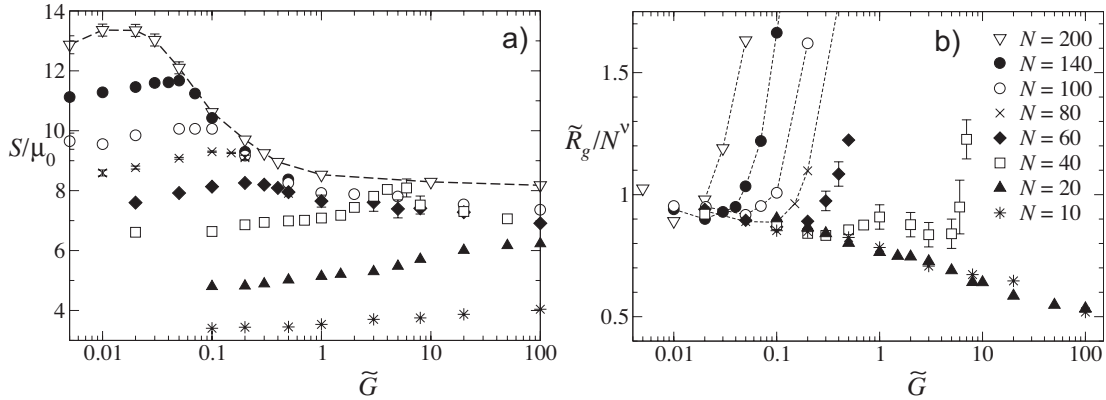 a)
14
12
10
8
6
4
S/μ₀
0.01 0.1 1 10 100
G̃
b)
1.5
1
0.5
R̃g/N^ν
0.01 0.1 1 10 100
G̃
N = 200
N = 140
N = 100
N = 80
N = 60
N = 40
N = 20
N = 10